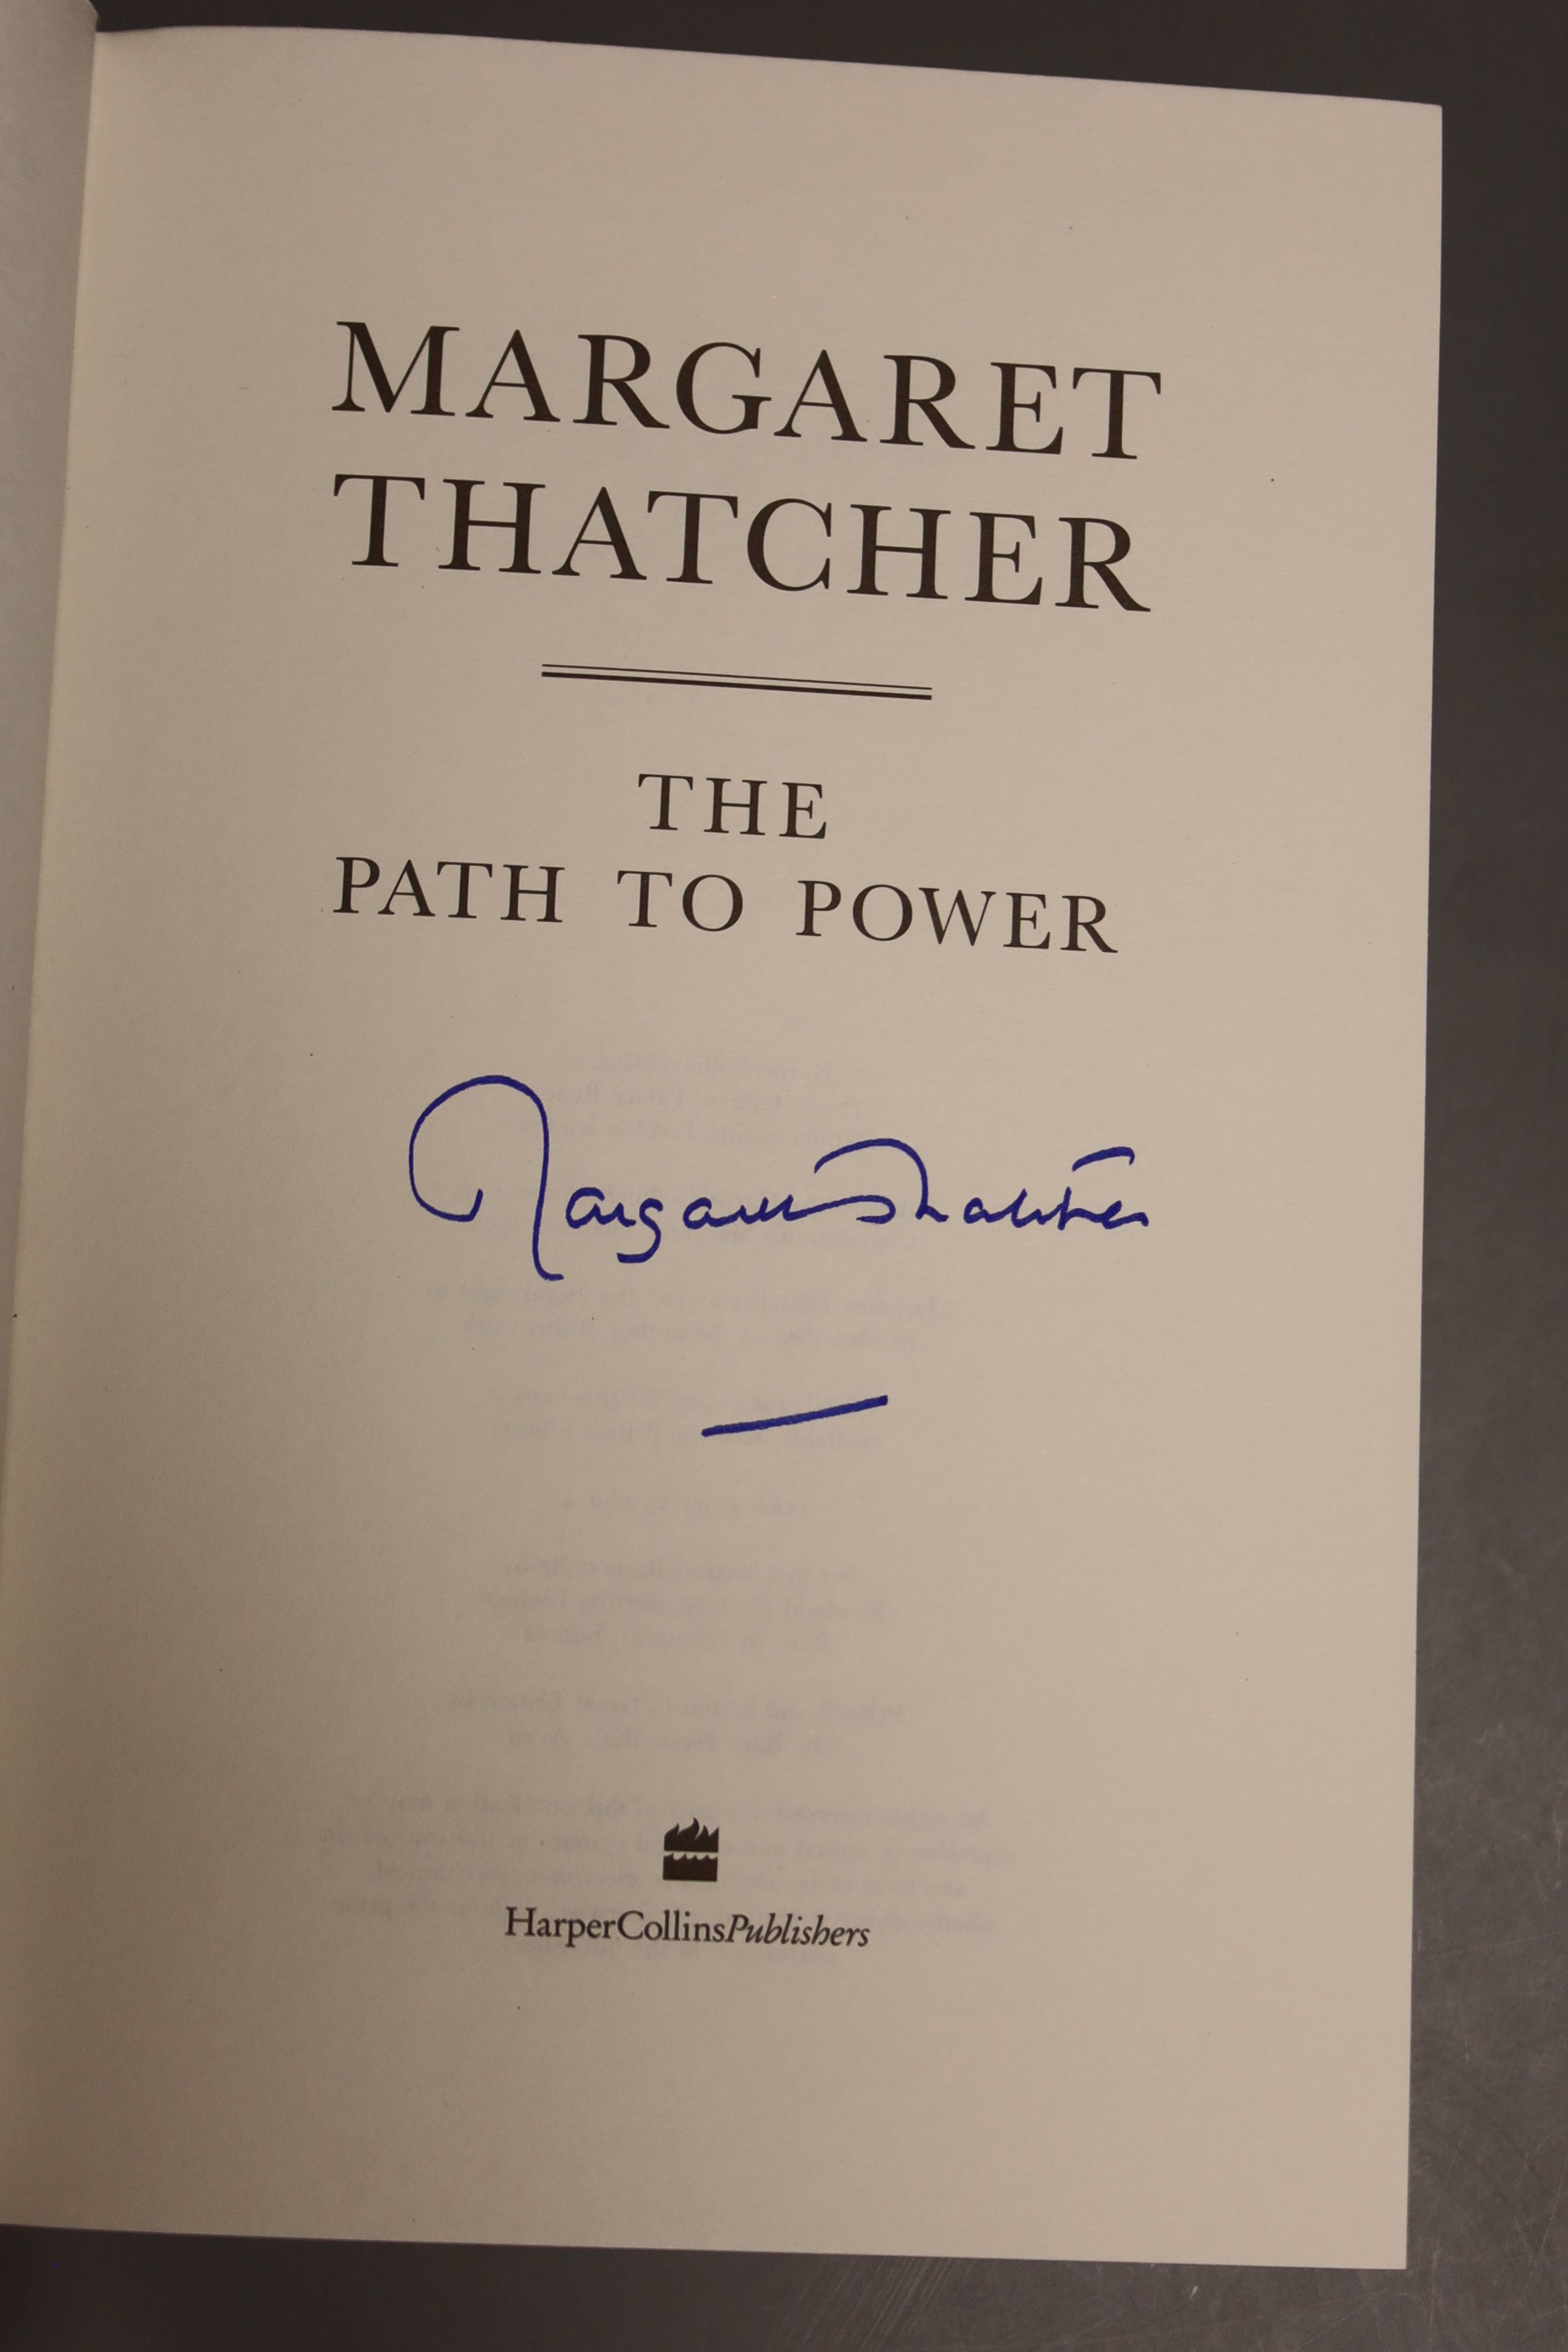 MARGARET
THATCHER
THE
PATH TO POWER
Margaret Thatcher
HarperCollinsPublishers